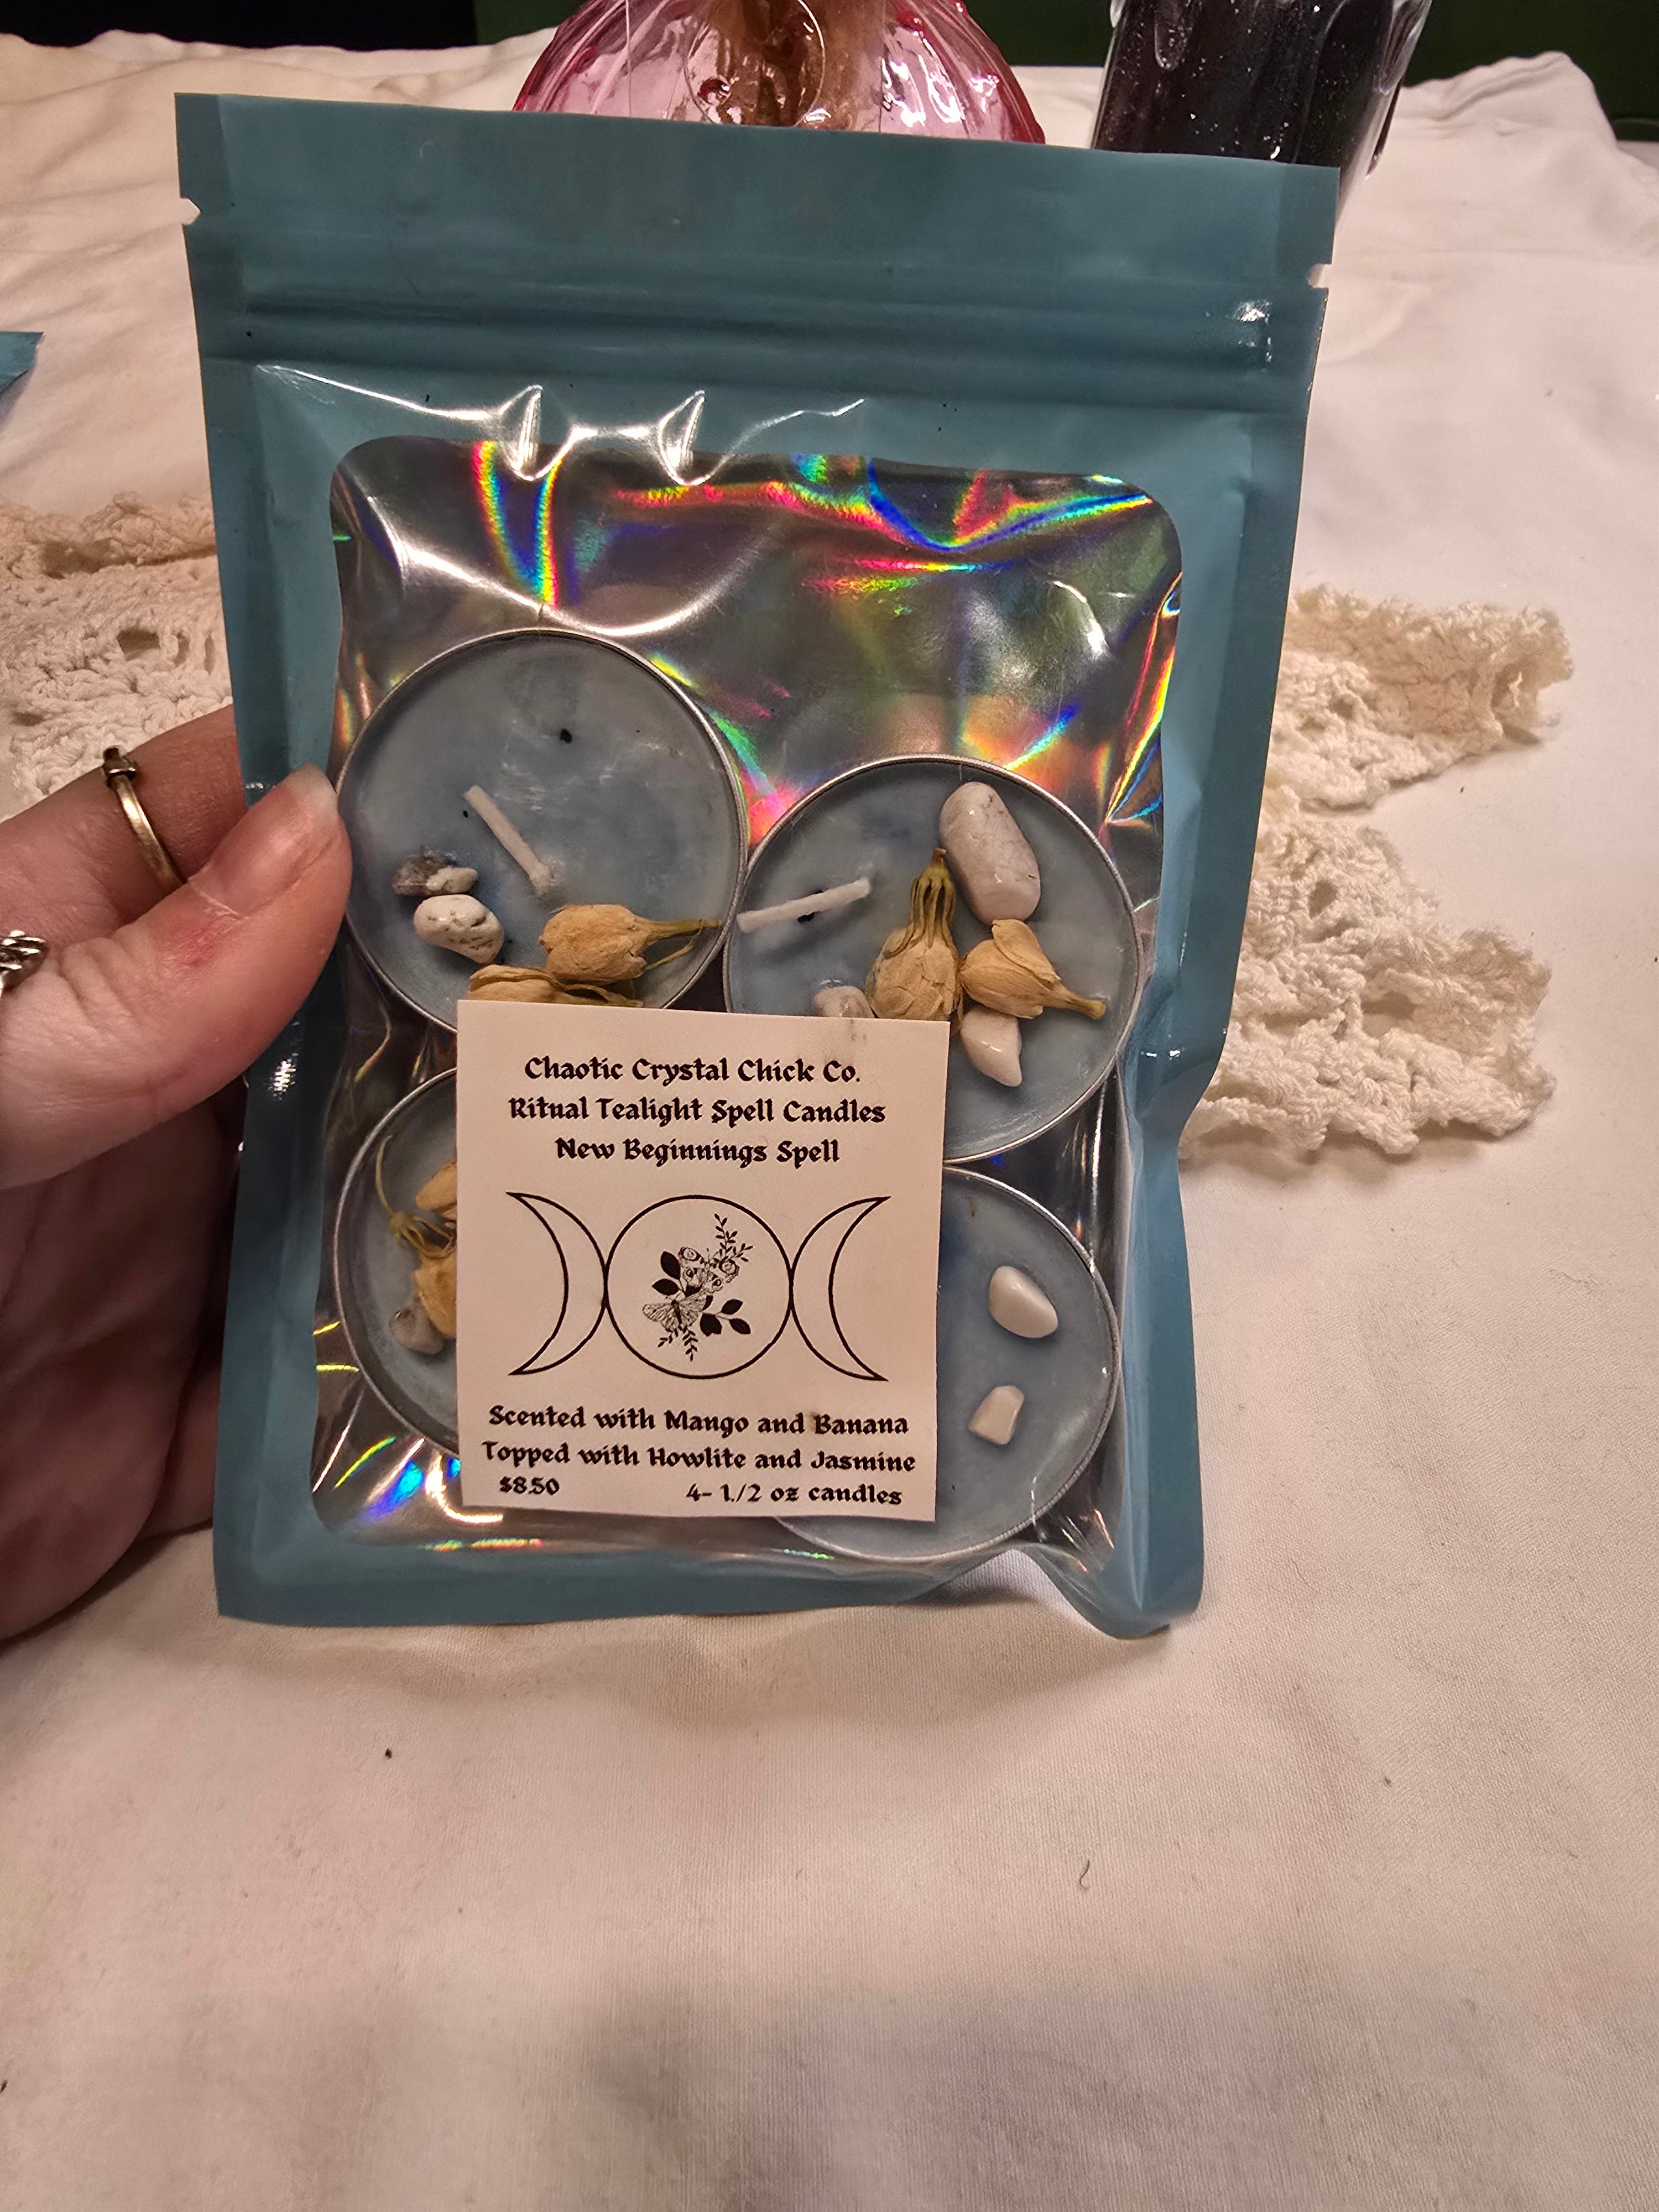 Chaotic Crystal Chick Co.
Ritual Tealight Spell Candles
New Beginnings Spell
Scented with Mango and Banana
Topped with Howlite and Jasmine
$8.50 4- 1./2 oz candles